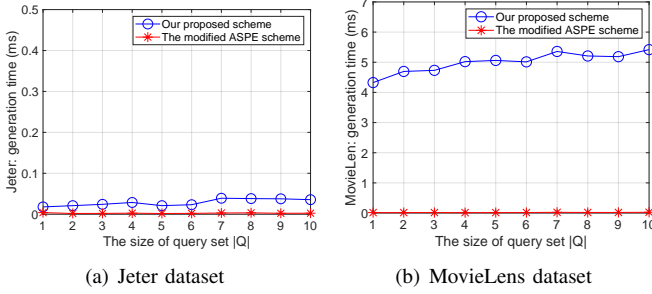 Our proposed scheme
The modified ASPE scheme
Jeter: generation time (ms)
0.5
0.4
0.3
0.2
0.1
0
1 2 3 4 5 6 7 8 9 10
The size of query set |Q|
(a) Jeter dataset
Our proposed scheme
The modified ASPE scheme
MovieLen: generation time (ms)
7
6
5
4
3
2
1
0
1 2 3 4 5 6 7 8 9 10
The size of query set |Q|
(b) MovieLens dataset